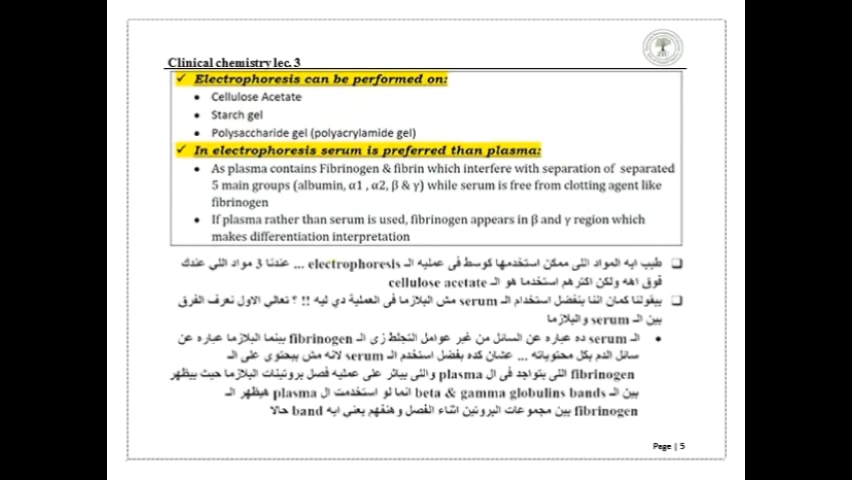 Clinical chemistry lec. 3
✓ Electrophoresis can be performed on:
• Cellulose Acetate
• Starch gel
• Polysaccharide gel (polyacrylamide gel)
✓ In electrophoresis serum is preferred than plasma:
• As plasma contains Fibrinogen & fibrin which interfere with separation of separated
5 main groups (albumin, α1 , α2, β & γ) while serum is free from clotting agent like
fibrinogen
• If plasma rather than serum is used, fibrinogen appears in β and γ region which
makes differentiation interpretation
❑ طيب ايه المواد اللى ممكن استخدمها كوسط فى عمليه الـ electrophoresis ... عندنا 3 مواد اللي عندك
فوق اهه ولكن اكترهم استخدما هو الـ cellulose acetate
❑ بيقولنا كمان اننا بنفضل استخدام الـ serum مش البلازما فى العملية دي ليه !! ؟ تعالي الاول نعرف الفرق
بين الـ serum والبلازما
• الـ serum ده عباره عن السائل من غير عوامل التجلط زى الـ fibrinogen بينما البلازما عباره عن
سائل الدم بكل محتوياته ... عشان كده بفضل استخدم الـ serum لانه مش بيحتوى على الـ
fibrinogen اللى بتواجد فى ال plasma واللى بياثر على عمليه فصل بروتينات البلازما حيث بيظهر
بين الـ beta & gamma globulins bands انما لو استخدمت ال plasma هيظهر الـ
fibrinogen بين مجموعات البروتين اثناء الفصل و هنفهم يعني ايه band حالا
Page | 5